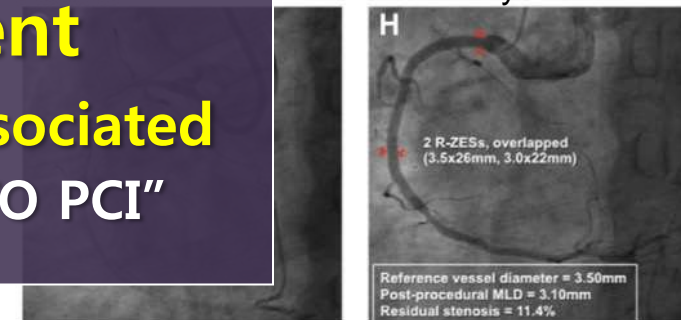 ent
sociated
O PCI”
H
2 R-ZESs, overlapped
(3.5x26mm, 3.0x22mm)
Reference vessel diameter = 3.50mm
Post-procedural MLD = 3.10mm
Residual stenosis = 11.4%